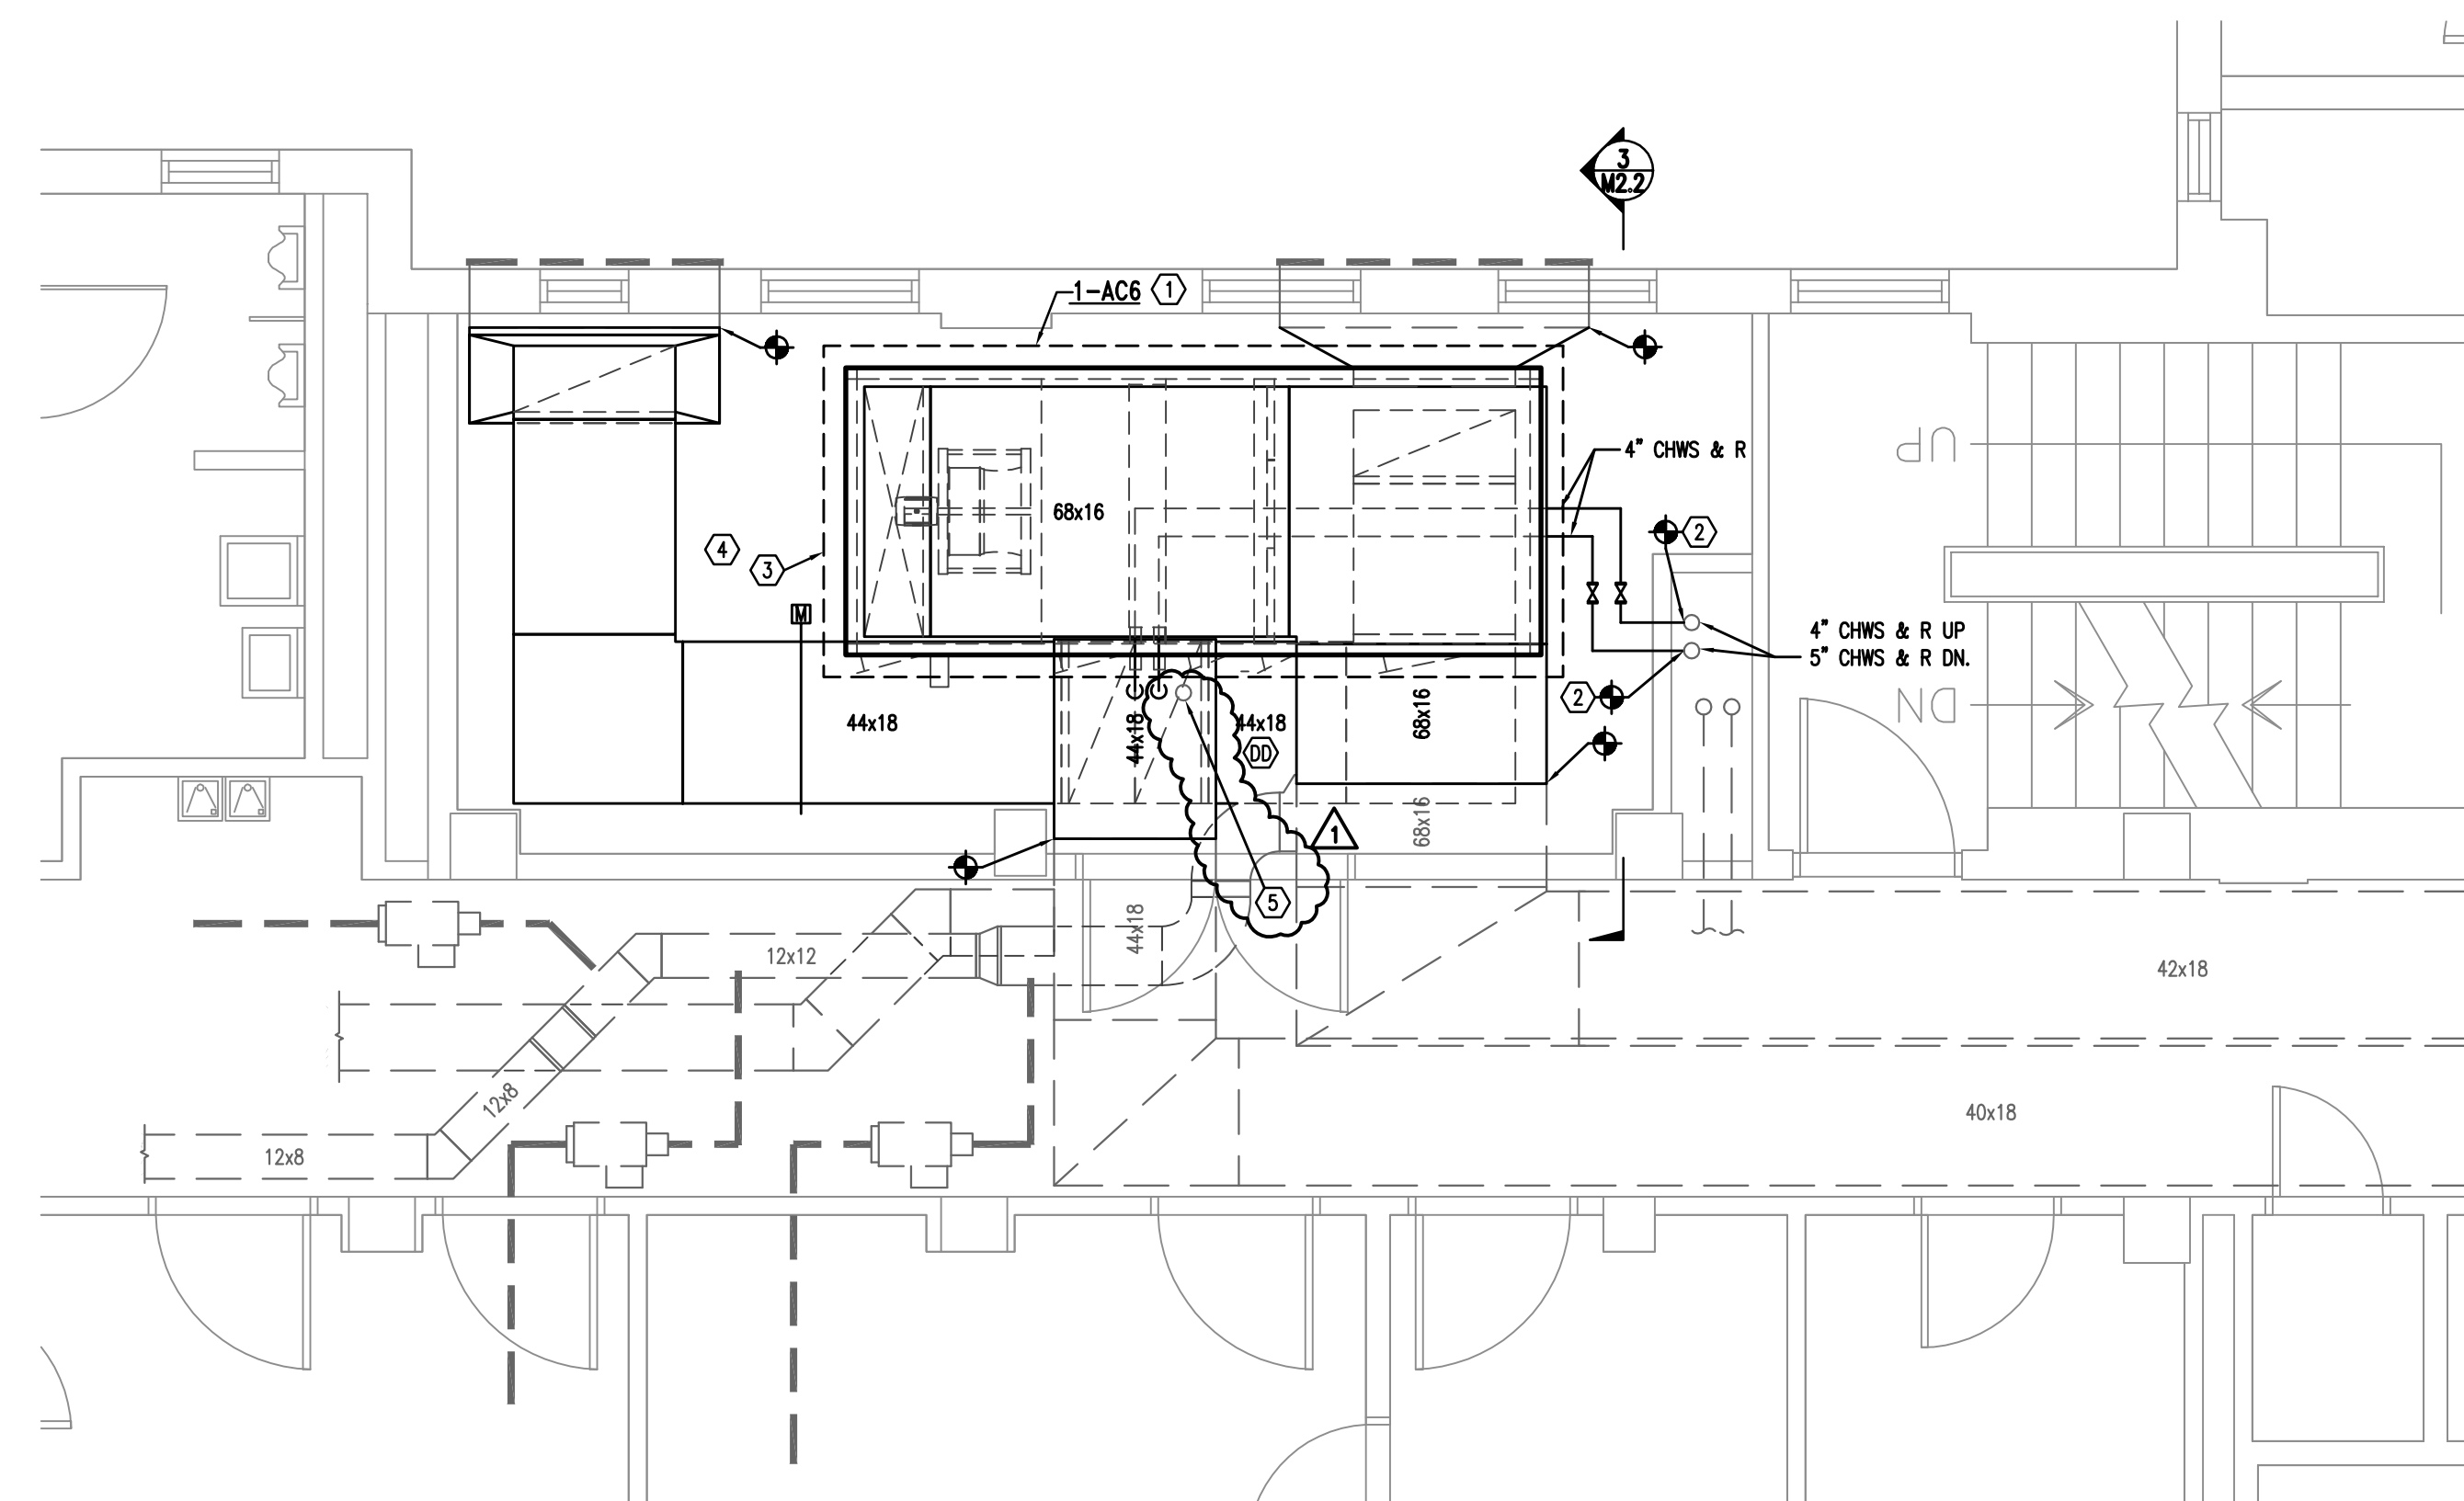 3
M2.2
1-AC6
1
4" CHWS & R
68x16
2
4
3
M
4" CHWS & R UP
5" CHWS & R DN.
UP
DN
2
44x18
44x18
44x18
68x16
DD
68x16
1
5
44x18
12x12
42x18
12x8
40x18
12x8